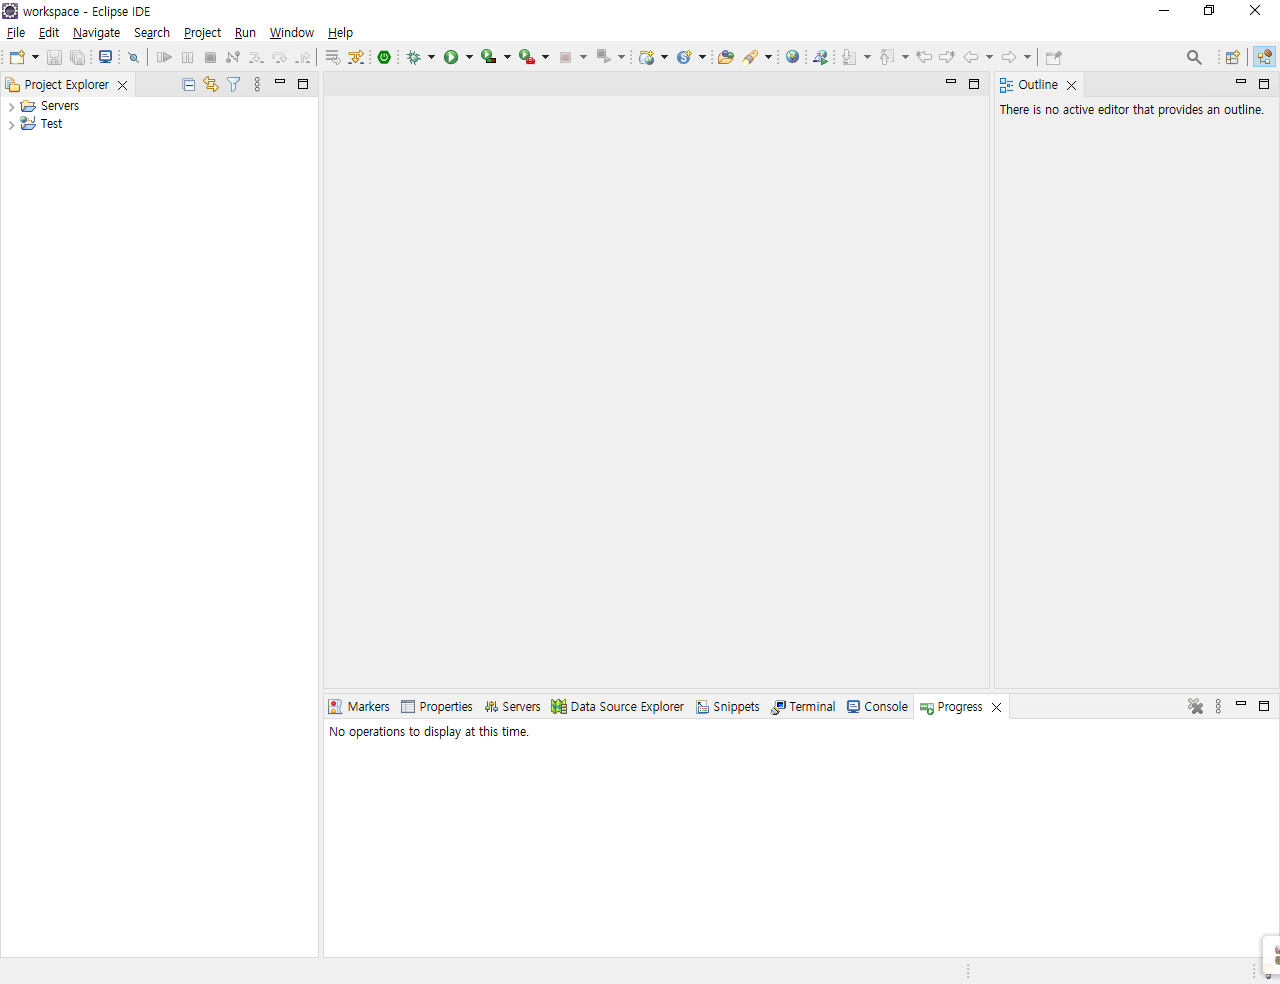 workspace - Eclipse IDE
File Edit Navigate Search Project Run Window Help
Project Explorer
Servers
Test
Outline
There is no active editor that provides an outline.
Markers Properties Servers Data Source Explorer Snippets Terminal Console Progress
No operations to display at this time.